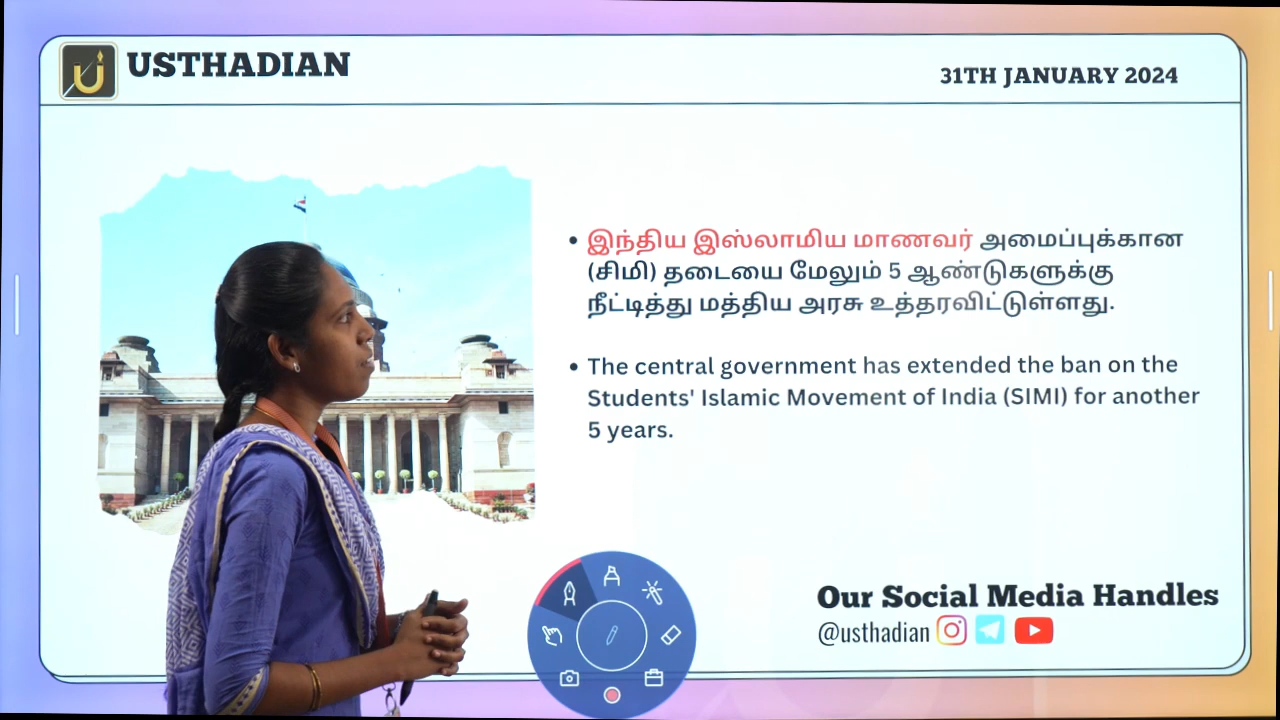 USTHADIAN
31TH JANUARY 2024
இந்திய இஸ்லாமிய மாணவர் அமைப்புக்கான
(சிமி) தடையை மேலும் 5 ஆண்டுகளுக்கு
நீட்டித்து மத்திய அரசு உத்தரவிட்டுள்ளது.
The central government has extended the ban on the
Students' Islamic Movement of India (SIMI) for another
5 years.
Our Social Media Handles
@usthadian